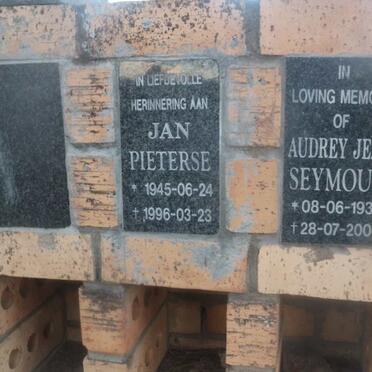 IN LIEFDEVOLLE
HERINNERING AAN
JAN
PIETERSE
* 1945-06-24
† 1996-03-23
IN
LOVING MEMO
OF
AUDREY JE
SEYMOU
* 08-06-193
† 28-07-200